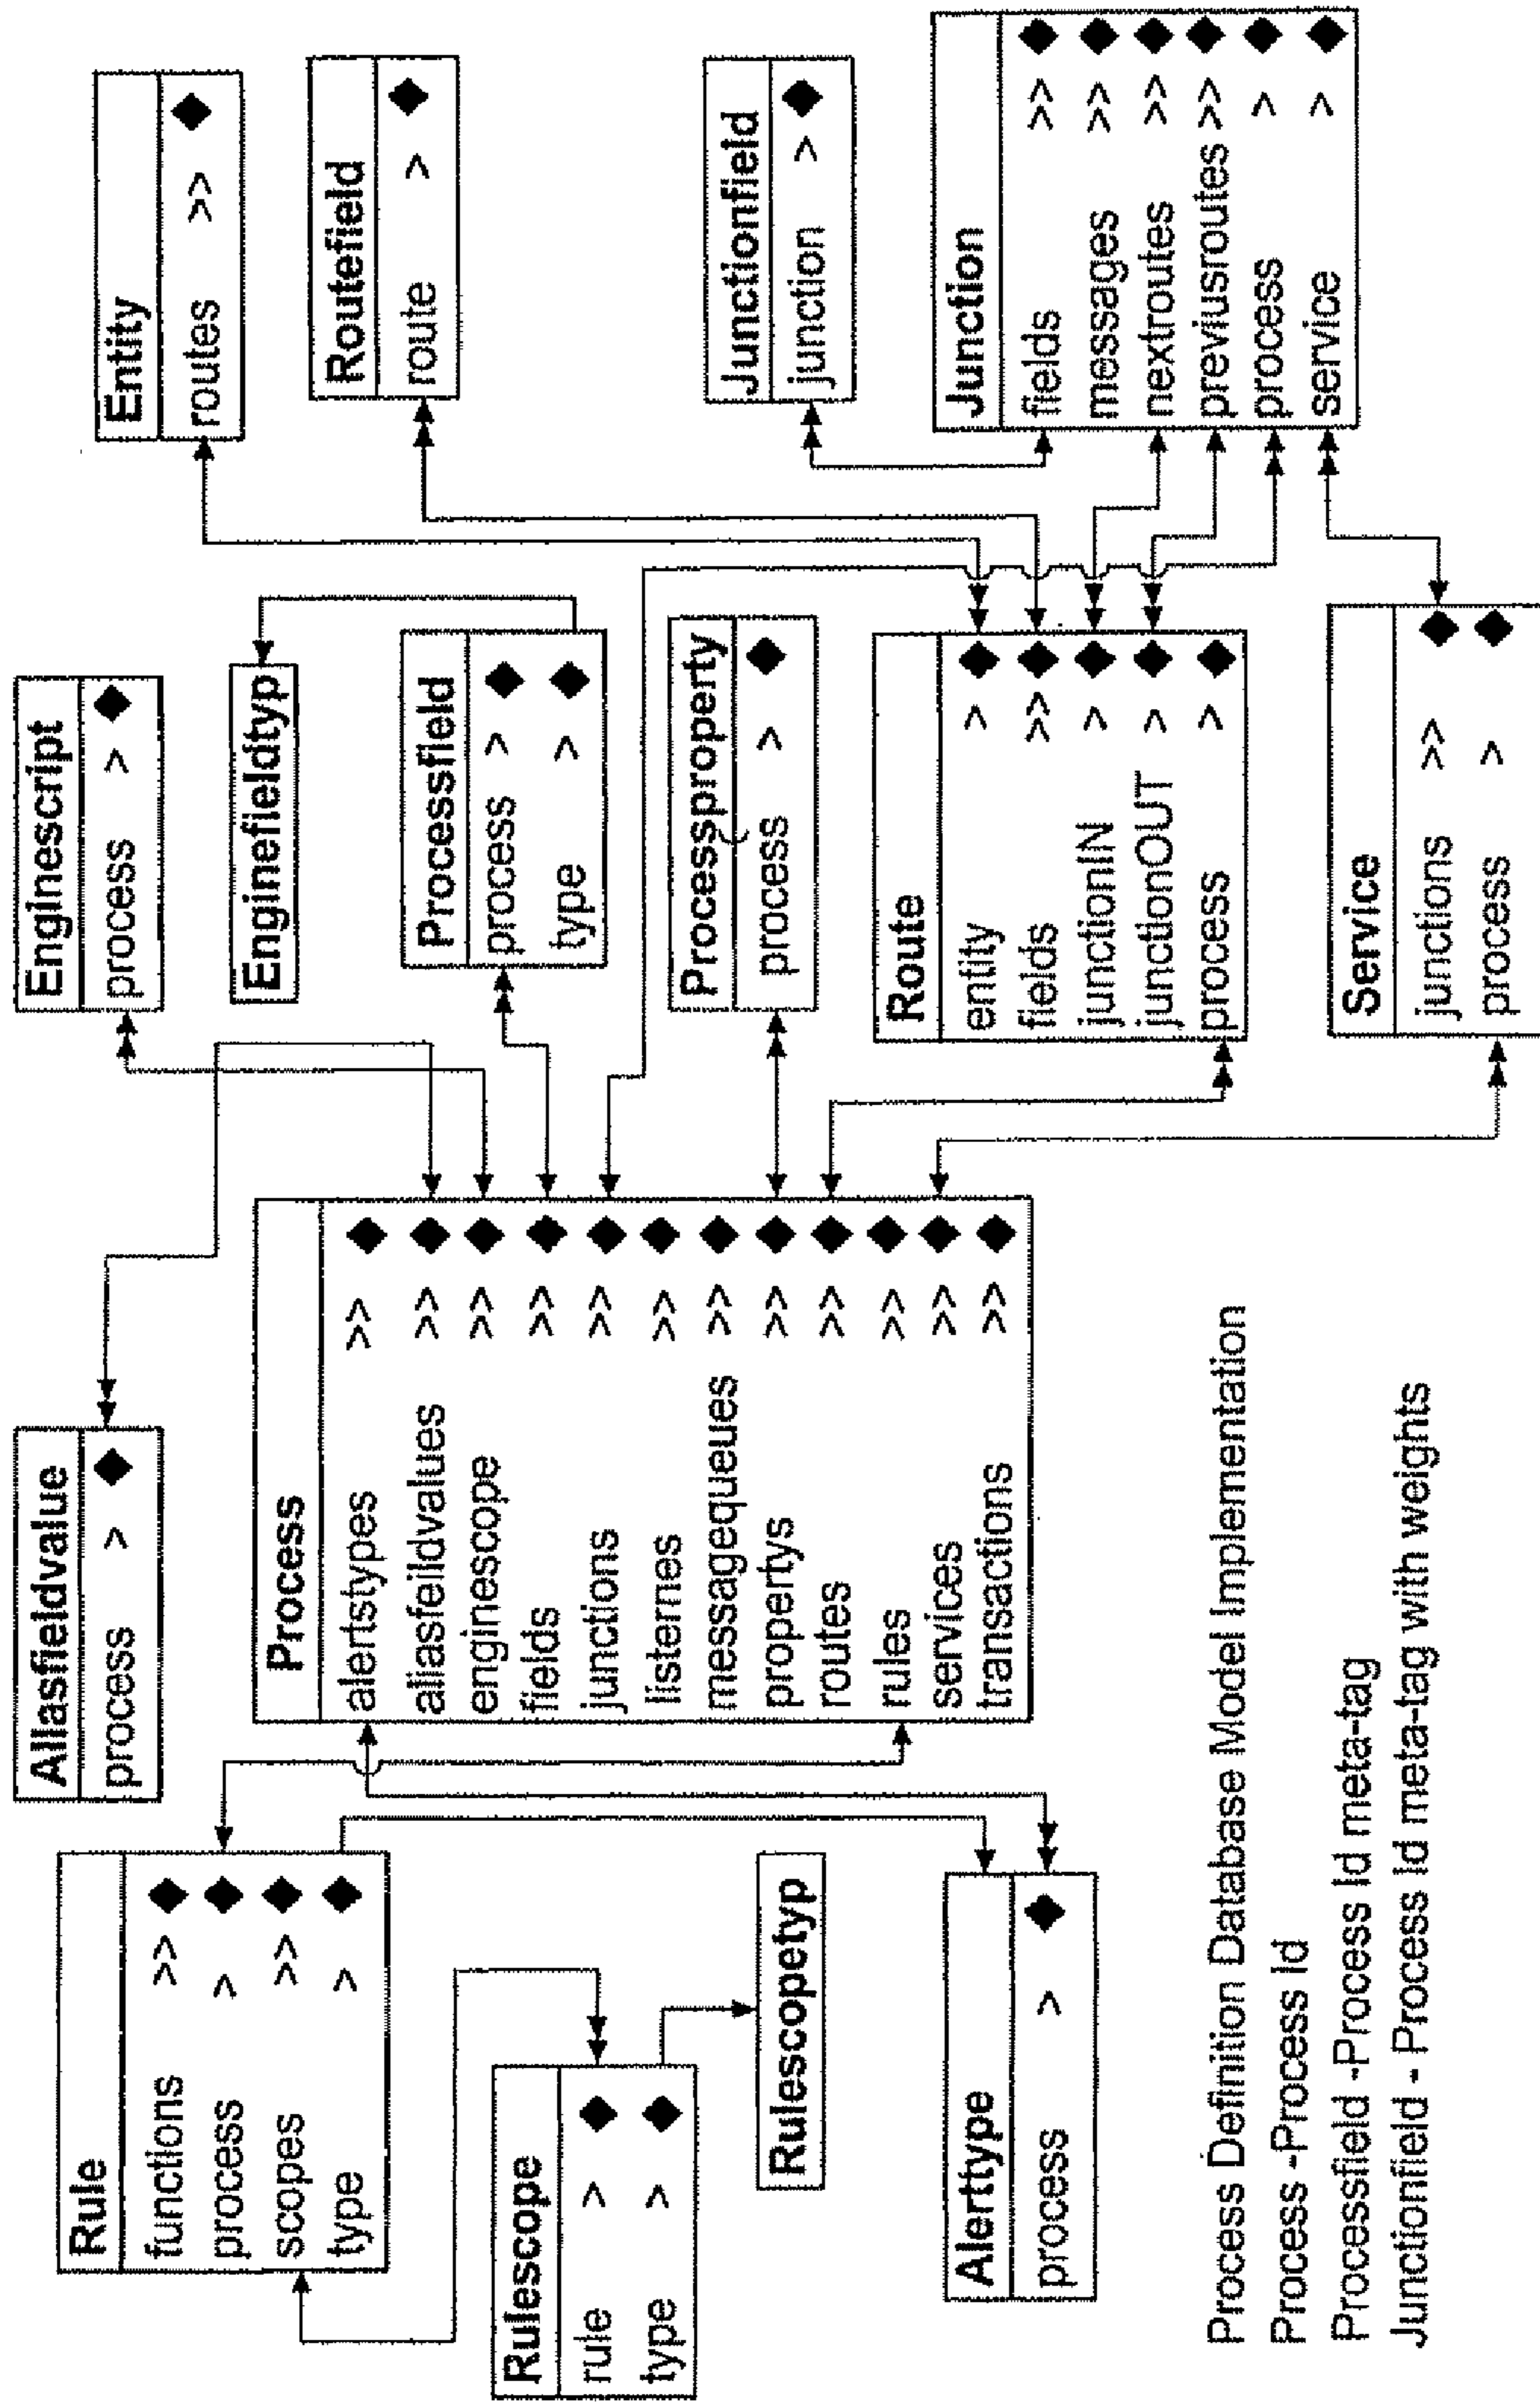 Rule
functions >>
process >
scopes >>
type >
Rulescope
rule >
type >
Rulescopetyp
Alerttype
process >
Aliasfieldvalue
process >
Process
alertstypes >>
aliasfeildvalues >>
enginescope >>
fields >>
junctions >>
listernes >>
messagequeues >>
propertys >>
routes >>
rules >>
services >>
transactions >>
Enginescript
process >
Enginefieldtyp
Processfield
process >
type >
Processproperty
process >
Route
entity >
fields >>
junctionIN >
junctionOUT >
process >
Service
junctions >>
process >
Entity
routes >>
Routefield
route >
Junctionfield
junction >
Junction
fields >>
messages >>
nextroutes >>
previusroutes >>
process >
service >
Process Definition Database Model Implementation
Process -Process Id
Processfield -Process Id meta-tag
Junctionfield - Process Id meta-tag with weights